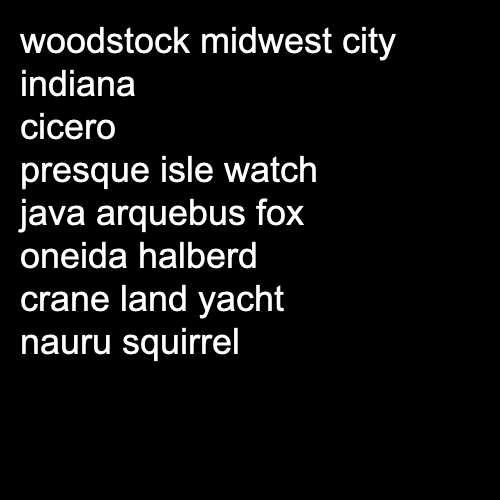 woodstock midwest city
indiana
cicero
presque isle watch
java arquebus fox
oneida halberd
crane land yacht
nauru squirrel